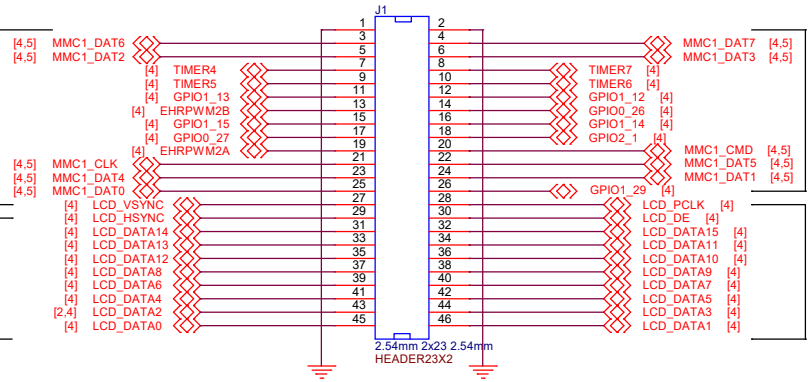 J1
1 2
[4,5] MMC1_DAT6 3 4 MMC1_DAT7 [4,5]
[4,5] MMC1_DAT2 5 6 MMC1_DAT3 [4,5]
[4] TIMER4 7 8 TIMER7 [4]
[4] TIMER5 9 10 TIMER6 [4]
[4] GPIO1_13 11 12 GPIO1_12 [4]
[4] EHRPWM2B 13 14 GPIO0_26 [4]
[4] GPIO1_15 15 16 GPIO1_14 [4]
[4] GPIO0_27 17 18 GPIO2_1 [4]
[4] EHRPWM2A 19 20 MMC1_CMD [4,5]
[4,5] MMC1_CLK 21 22 MMC1_DAT5 [4,5]
[4,5] MMC1_DAT4 23 24 MMC1_DAT1 [4,5]
[4,5] MMC1_DAT0 25 26 GPIO1_29 [4]
[4] LCD_VSYNC 27 28 LCD_PCLK [4]
[4] LCD_HSYNC 29 30 LCD_DE [4]
[4] LCD_DATA14 31 32 LCD_DATA15 [4]
[4] LCD_DATA13 33 34 LCD_DATA11 [4]
[4] LCD_DATA12 35 36 LCD_DATA10 [4]
[4] LCD_DATA8 37 38 LCD_DATA9 [4]
[4] LCD_DATA6 39 40 LCD_DATA7 [4]
[4] LCD_DATA4 41 42 LCD_DATA5 [4]
[2,4] LCD_DATA2 43 44 LCD_DATA3 [4]
[4] LCD_DATA0 45 46 LCD_DATA1 [4]
2.54mm 2x23 2.54mm
HEADER23X2